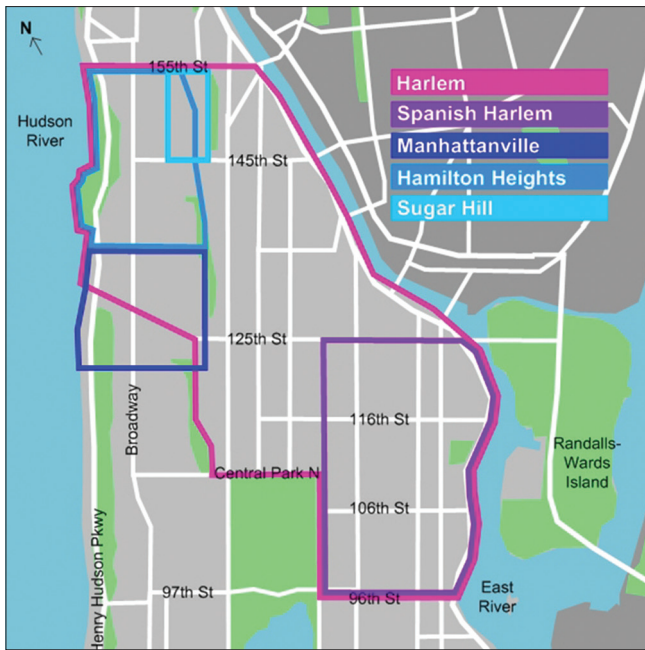 N
155th St
Harlem
Spanish Harlem
Manhattanville
Hamilton Heights
Sugar Hill
Hudson
River
145th St
125th St
Broadway
116th St
Randalls-
Wards
Island
Central Park N
106th St
Henry Hudson Pkwy
97th St
96th St
East
River